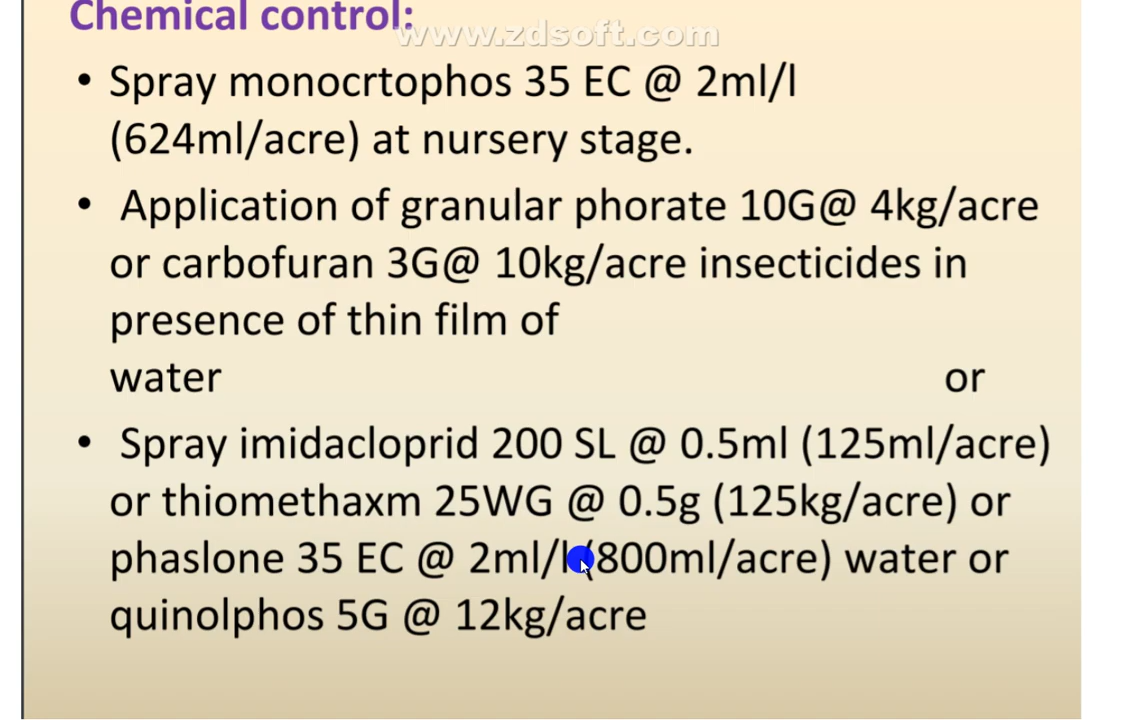 Chemical control:
www.zdsoft.com
• Spray monocrtophos 35 EC @ 2ml/l
(624ml/acre) at nursery stage.
• Application of granular phorate 10G@ 4kg/acre
or carbofuran 3G@ 10kg/acre insecticides in
presence of thin film of
water or
• Spray imidacloprid 200 SL @ 0.5ml (125ml/acre)
or thiomethaxm 25WG @ 0.5g (125kg/acre) or
phaslone 35 EC @ 2ml/l (800ml/acre) water or
quinolphos 5G @ 12kg/acre